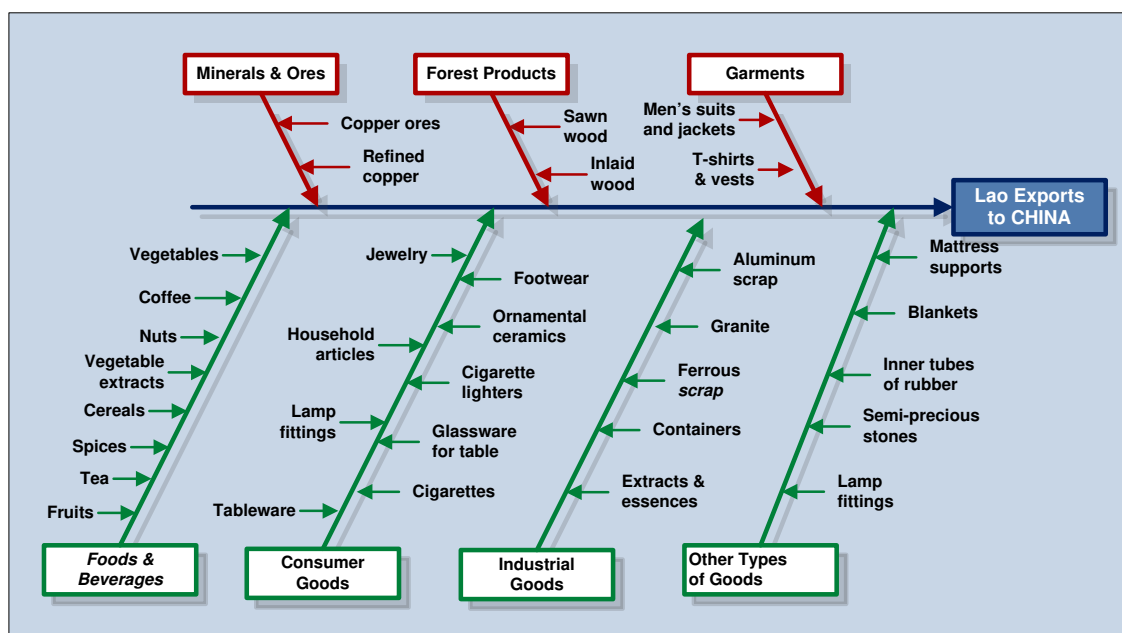 Minerals & Ores
Forest Products
Garments
Copper ores
Refined
copper
Sawn
wood
Inlaid
wood
Men’s suits
and jackets
T-shirts
& vests
Lao Exports
to CHINA
Vegetables
Coffee
Nuts
Vegetable
extracts
Cereals
Spices
Tea
Fruits
Foods &
Beverages
Jewelry
Footwear
Ornamental
ceramics
Household
articles
Cigarette
lighters
Lamp
fittings
Glassware
for table
Cigarettes
Tableware
Consumer
Goods
Aluminum
scrap
Granite
Ferrous
scrap
Containers
Extracts &
essences
Industrial
Goods
Mattress
supports
Blankets
Inner tubes
of rubber
Semi-precious
stones
Lamp
fittings
Other Types
of Goods